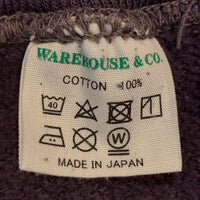 WAREHOUSE & CO.
COTTON 100%
40
W
MADE IN JAPAN